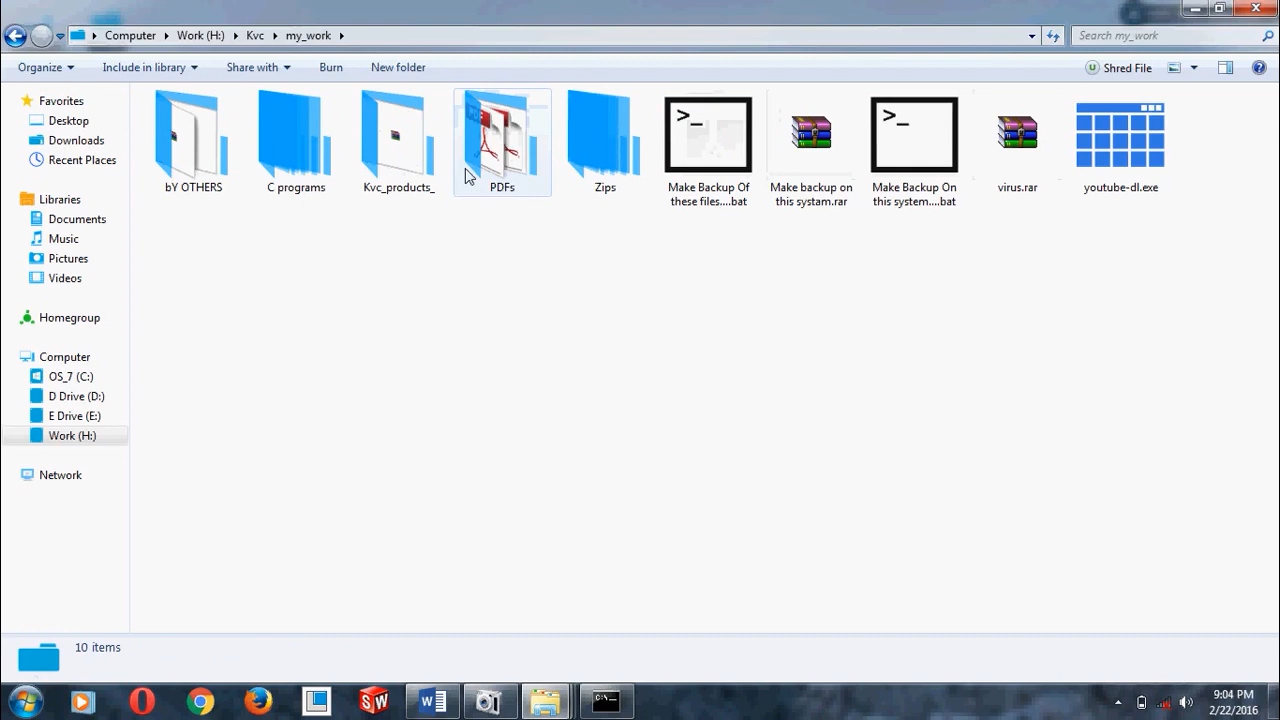 Computer Work (H:) Kvc my_work
Search my_work
Organize Include in library Share with Burn New folder Shred File
Favorites
Desktop
Downloads
Recent Places
Libraries
Documents
Music
Pictures
Videos
Homegroup
Computer
OS_7 (C:)
D Drive (D:)
E Drive (E:)
Work (H:)
Network
bY OTHERS
C programs
Kvc_products_
PDFs
Zips
Make Backup Of
these files....bat
Make backup on
this systam.rar
Make Backup On
this system....bat
virus.rar
youtube-dl.exe
10 items
9:04 PM
2/22/2016